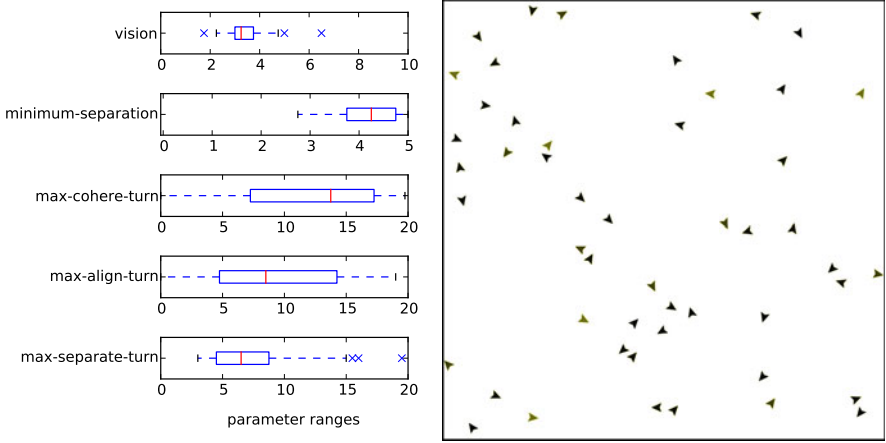 vision
0 2 4 6 8 10
minimum-separation
0 1 2 3 4 5
max-cohere-turn
0 5 10 15 20
max-align-turn
0 5 10 15 20
max-separate-turn
0 5 10 15 20
parameter ranges